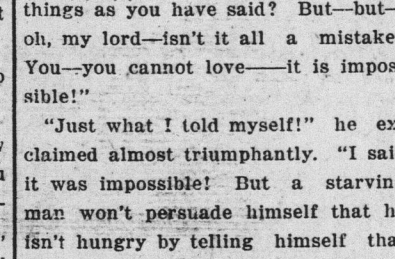 things as you have said? But—but—
oh, my lord—isn't it all a mistake
You—you cannot love——it is impos
sible!"
"Just what I told myself!" he ex
claimed almost triumphantly. "I sai
it was impossible! But a starvin
man won't persuade himself that h
isn't hungry by telling himself tha